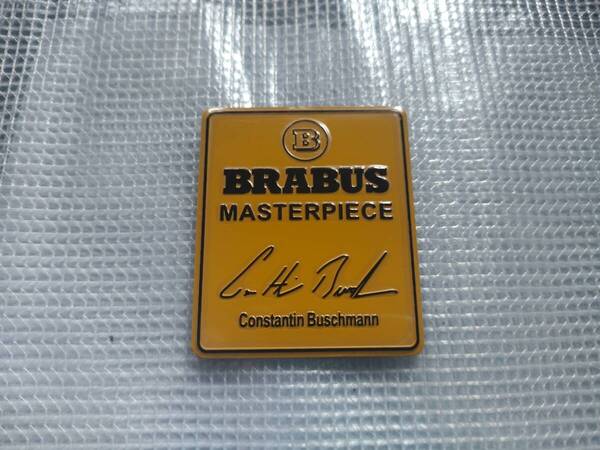 B
BRABUS
MASTERPIECE
Constantin Buschmann